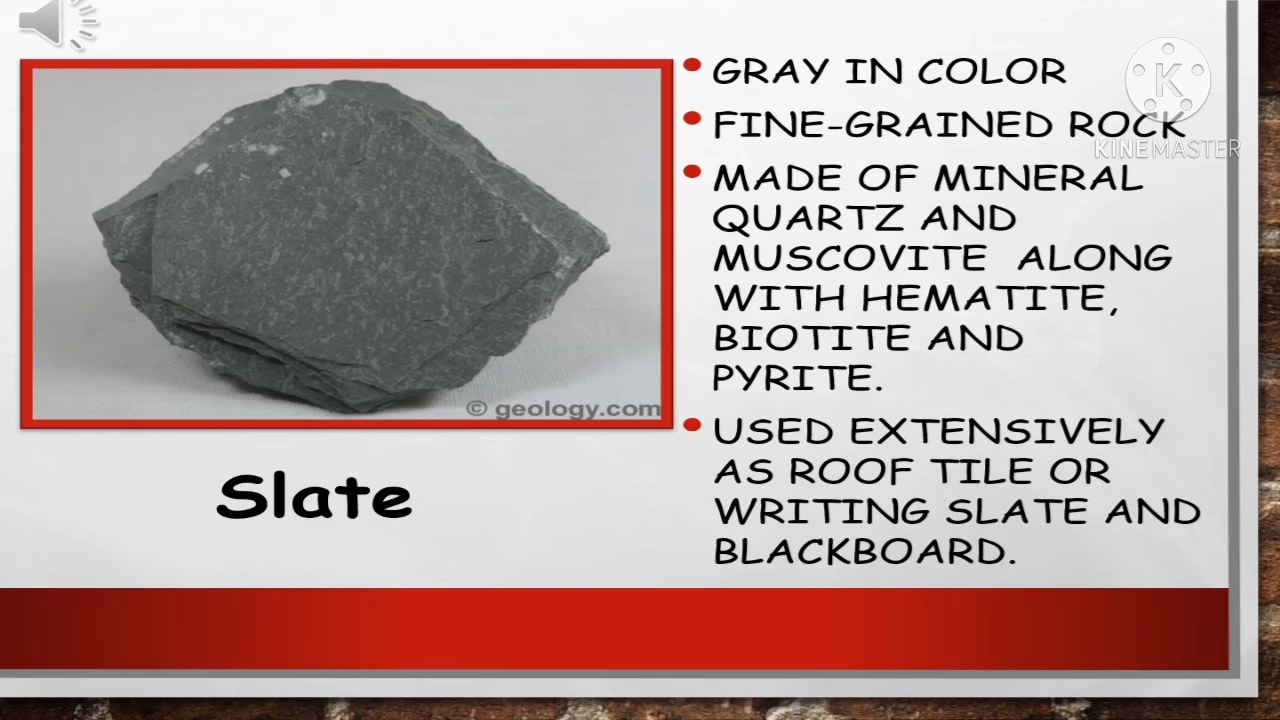 GRAY IN COLOR
FINE-GRAINED ROCK
MADE OF MINERAL
QUARTZ AND
MUSCOVITE ALONG
WITH HEMATITE,
BIOTITE AND
PYRITE.
USED EXTENSIVELY
AS ROOF TILE OR
WRITING SLATE AND
BLACKBOARD.
© geology.com
Slate
K
KINEMASTER